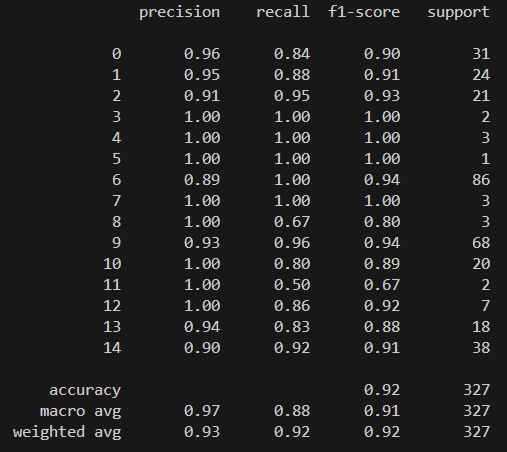 precision recall f1-score support
0 0.96 0.84 0.90 31
1 0.95 0.88 0.91 24
2 0.91 0.95 0.93 21
3 1.00 1.00 1.00 2
4 1.00 1.00 1.00 3
5 1.00 1.00 1.00 1
6 0.89 1.00 0.94 86
7 1.00 1.00 1.00 3
8 1.00 0.67 0.80 3
9 0.93 0.96 0.94 68
10 1.00 0.80 0.89 20
11 1.00 0.50 0.67 2
12 1.00 0.86 0.92 7
13 0.94 0.83 0.88 18
14 0.90 0.92 0.91 38
accuracy 0.92 327
macro avg 0.97 0.88 0.91 327
weighted avg 0.93 0.92 0.92 327